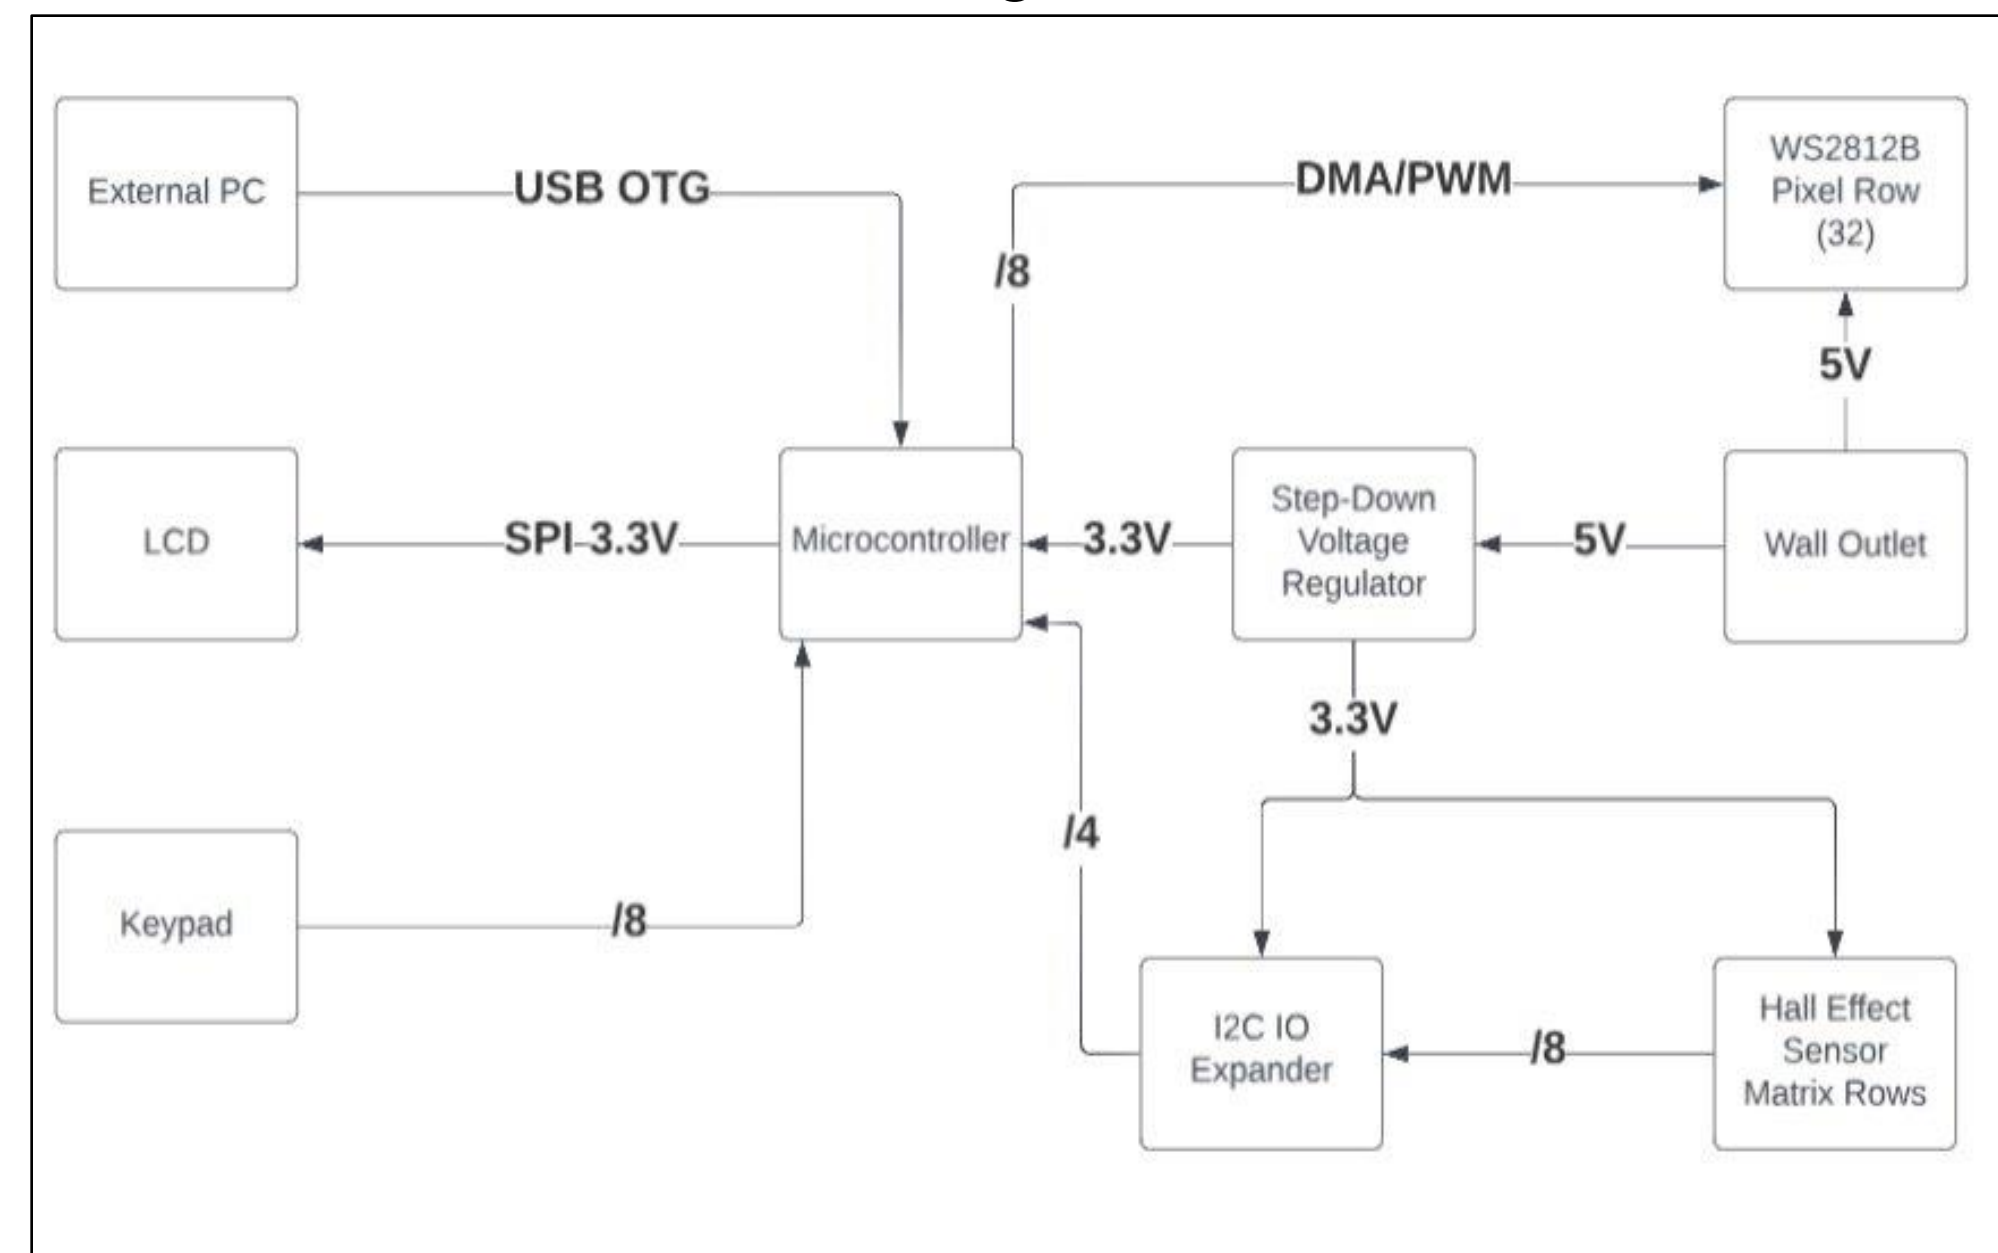 External PC
USB OTG
DMA/PWM
WS2812B
Pixel Row
(32)
/8
5V
LCD
SPI 3.3V
Microcontroller
3.3V
Step-Down
Voltage
Regulator
5V
Wall Outlet
3.3V
/4
Keypad
/8
I2C IO
Expander
/8
Hall Effect
Sensor
Matrix Rows